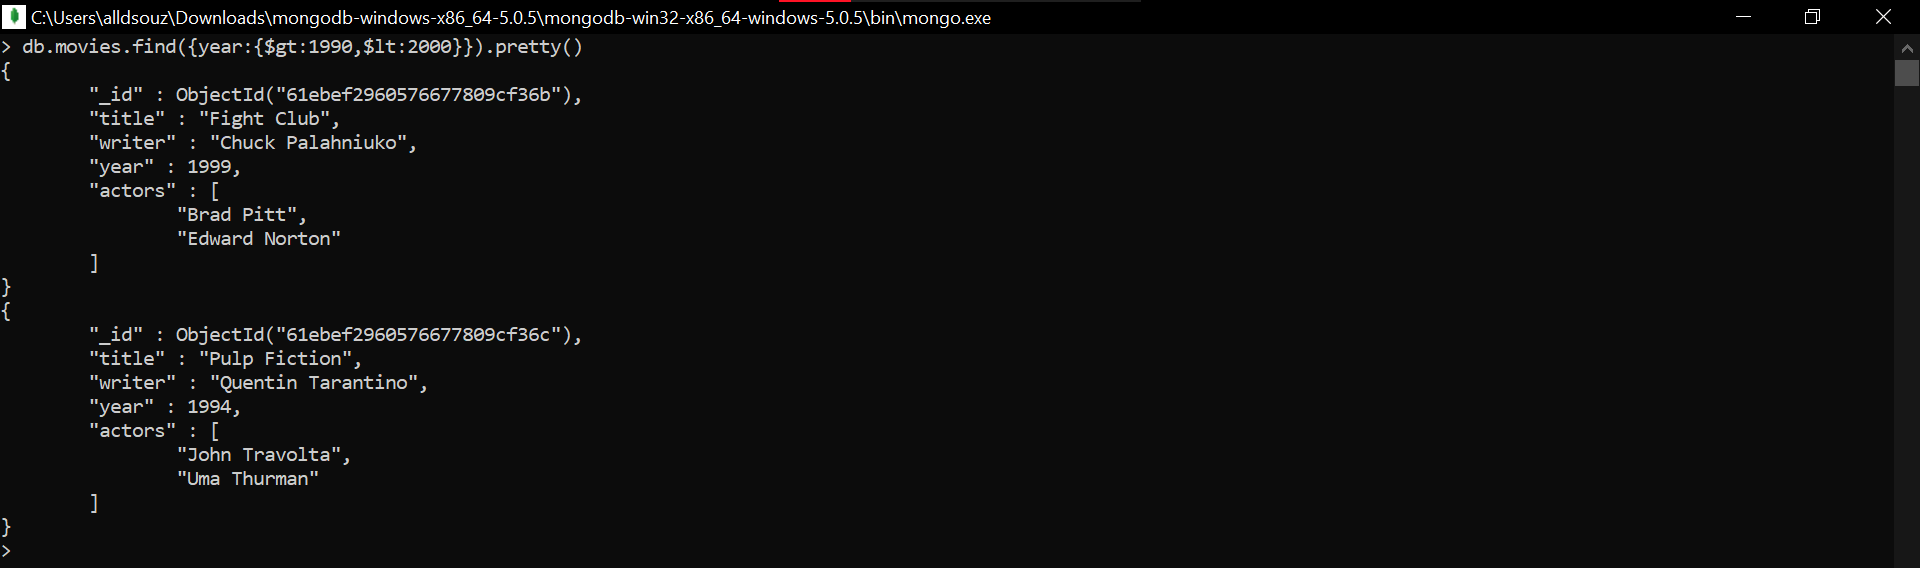 C:\Users\alldsouz\Downloads\mongodb-windows-x86_64-5.0.5\mongodb-win32-x86_64-windows-5.0.5\bin\mongo.exe
> db.movies.find({year:{$gt:1990,$lt:2000}}).pretty()
{
        "_id" : ObjectId("61ebef2960576677809cf36b"),
        "title" : "Fight Club",
        "writer" : "Chuck Palahniuko",
        "year" : 1999,
        "actors" : [
                "Brad Pitt",
                "Edward Norton"
        ]
}
{
        "_id" : ObjectId("61ebef2960576677809cf36c"),
        "title" : "Pulp Fiction",
        "writer" : "Quentin Tarantino",
        "year" : 1994,
        "actors" : [
                "John Travolta",
                "Uma Thurman"
        ]
}
>